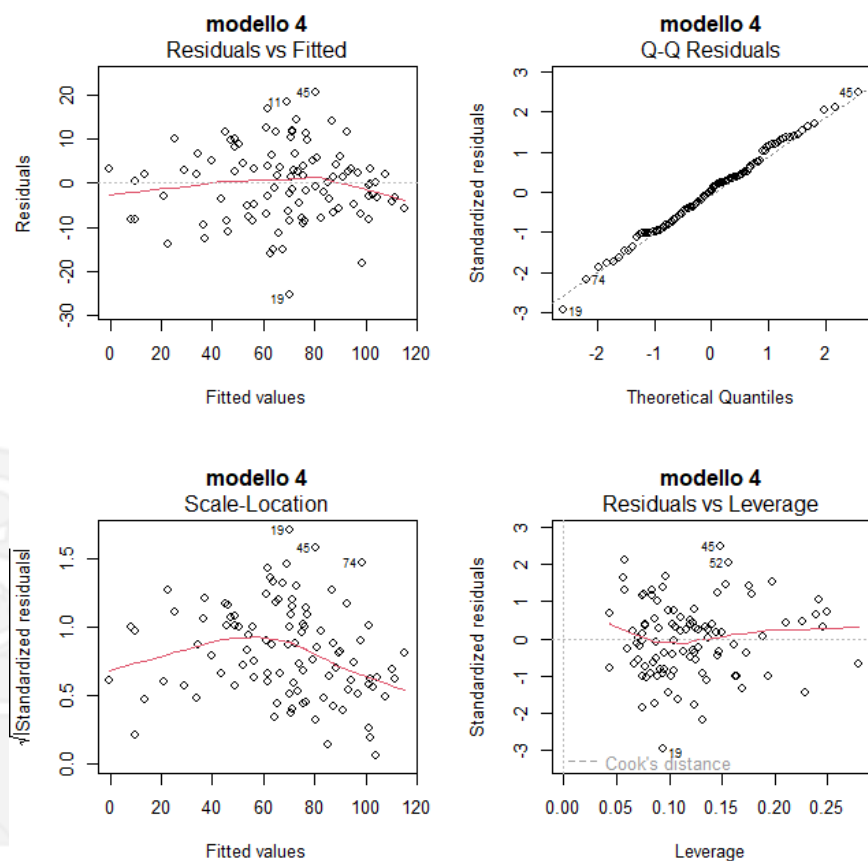 modello 4
Residuals vs Fitted
Residuals
20
10
0
-10
-20
-30
45
11
19
0 20 40 60 80 100 120
Fitted values
modello 4
Q-Q Residuals
Standardized residuals
3
2
1
0
-1
-2
-3
45
74
19
-2 -1 0 1 2
Theoretical Quantiles
modello 4
Scale-Location
√|Standardized residuals|
1.5
1.0
0.5
0.0
19
45
74
0 20 40 60 80 100 120
Fitted values
modello 4
Residuals vs Leverage
Standardized residuals
3
2
1
0
-1
-2
-3
45
52
19
Cook's distance
0.00 0.05 0.10 0.15 0.20 0.25
Leverage